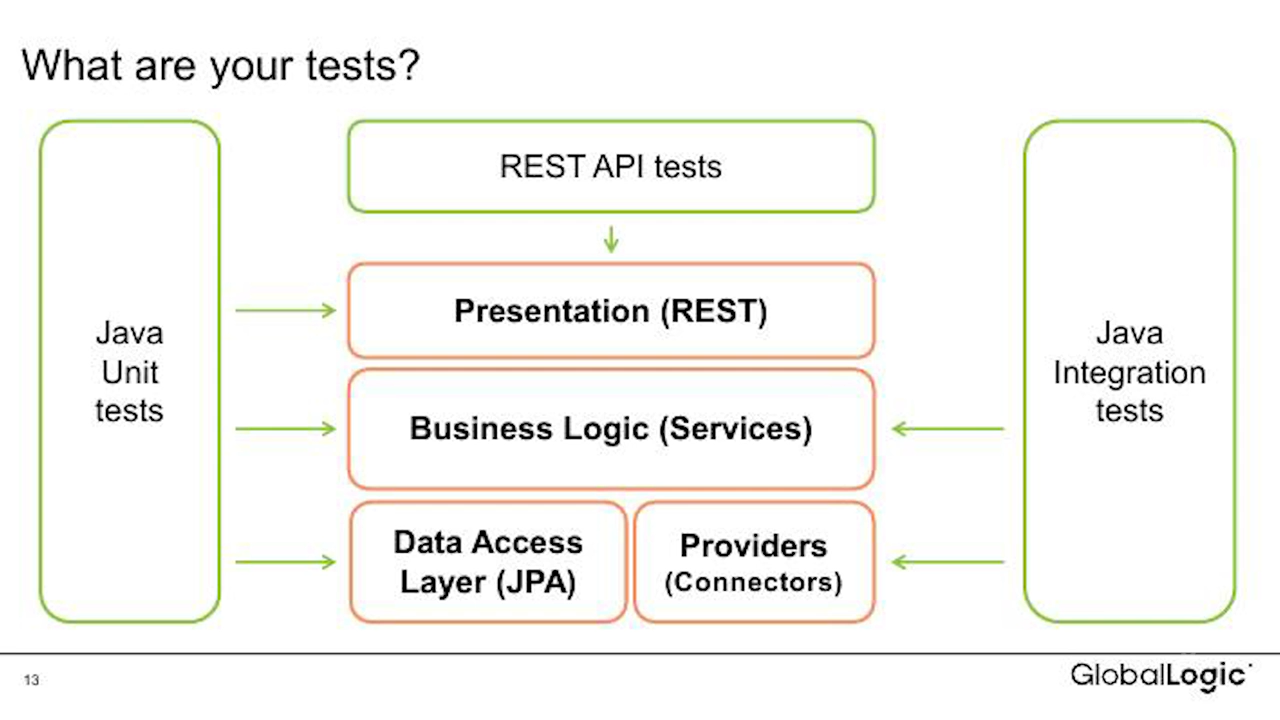 What are your tests?
REST API tests
Java
Unit
tests
Presentation (REST)
Business Logic (Services)
Data Access
Layer (JPA)
Providers
(Connectors)
Java
Integration
tests
13
GlobalLogic